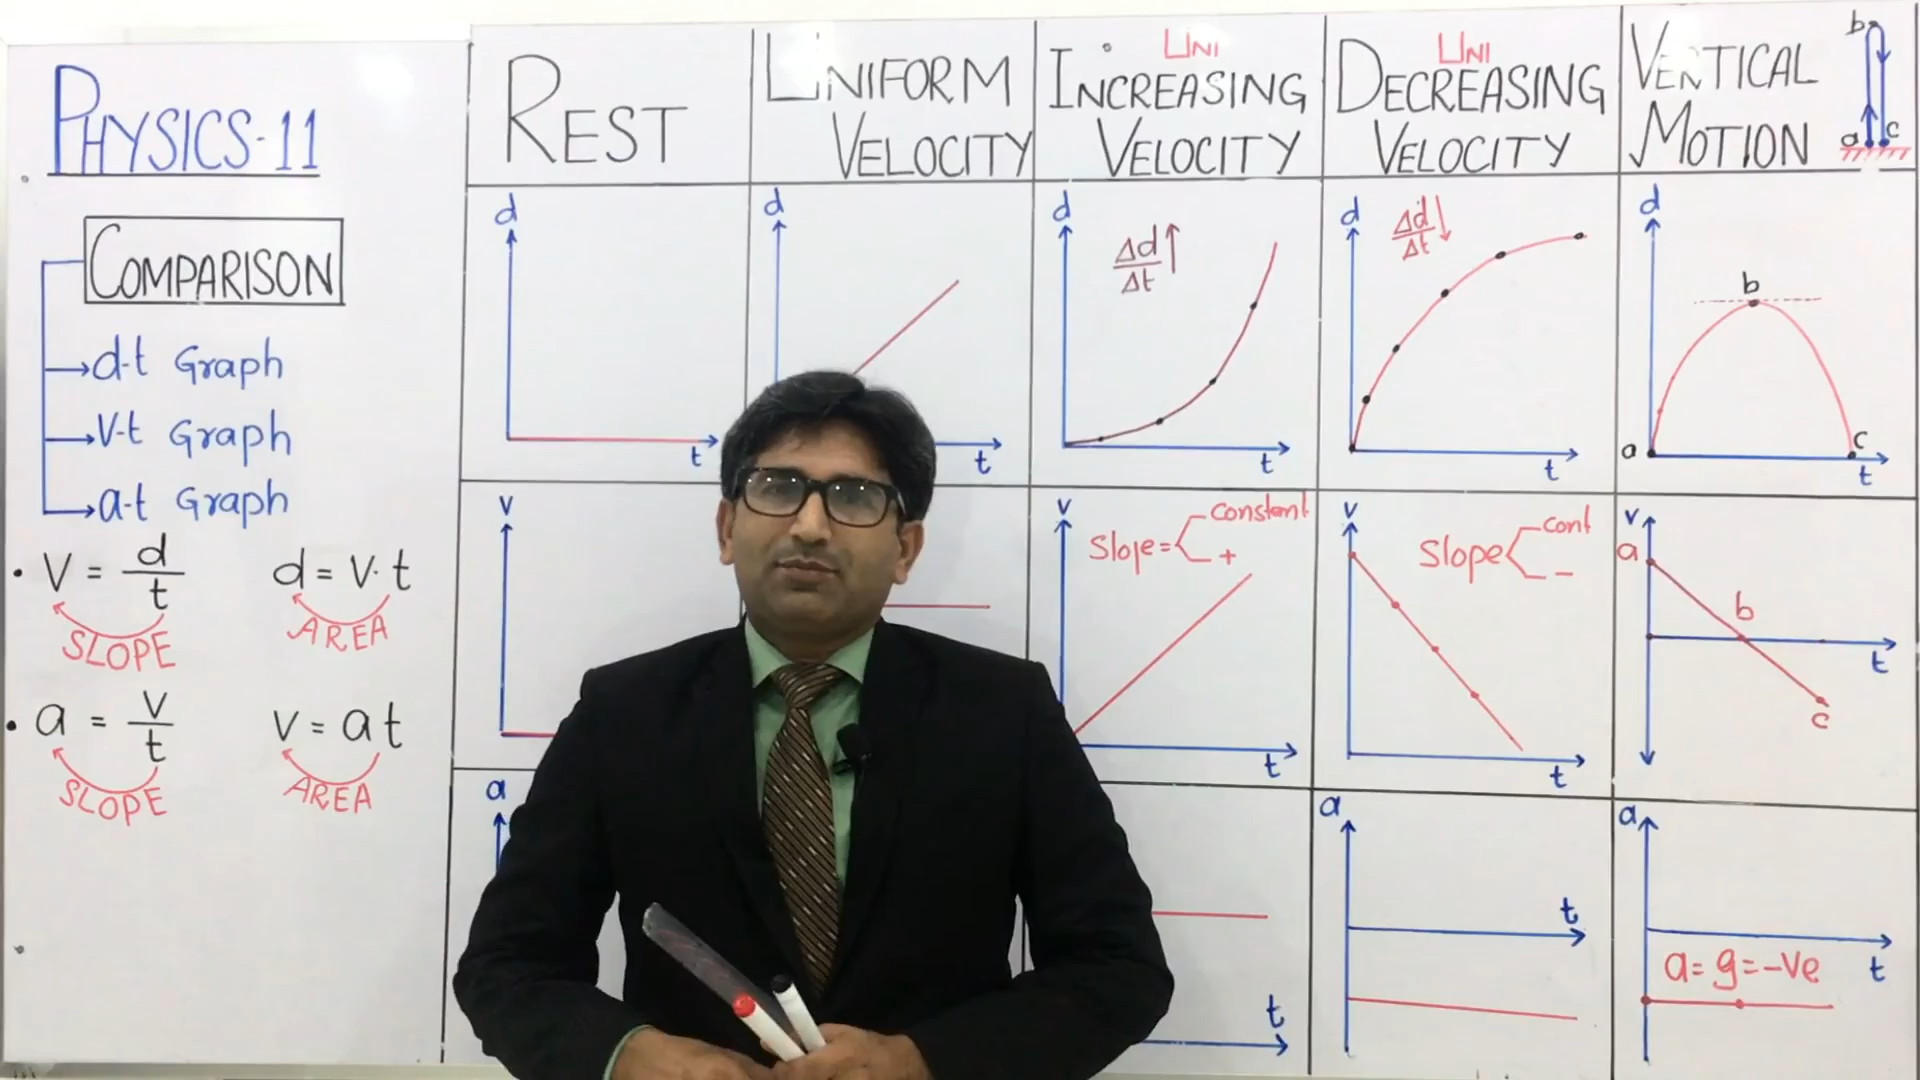 PHYSICS-11
COMPARISON
d-t Graph
v-t Graph
a-t Graph
v = d/t
SLOPE
d = v·t
AREA
a = v/t
SLOPE
v = at
AREA
REST
UNIFORM
VELOCITY
UNI
INCREASING
VELOCITY
UNI
DECREASING
VELOCITY
VERTICAL
MOTION
b
a
c
d
t
d
t
d
Δd/Δt ↑
t
d
Δd/Δt ↓
t
d
b
a
c
t
v
v
Slope =
constant
+
t
v
Slope
cont
-
t
v
a
b
c
t
a
t
a
t
a
a = g = -ve
t